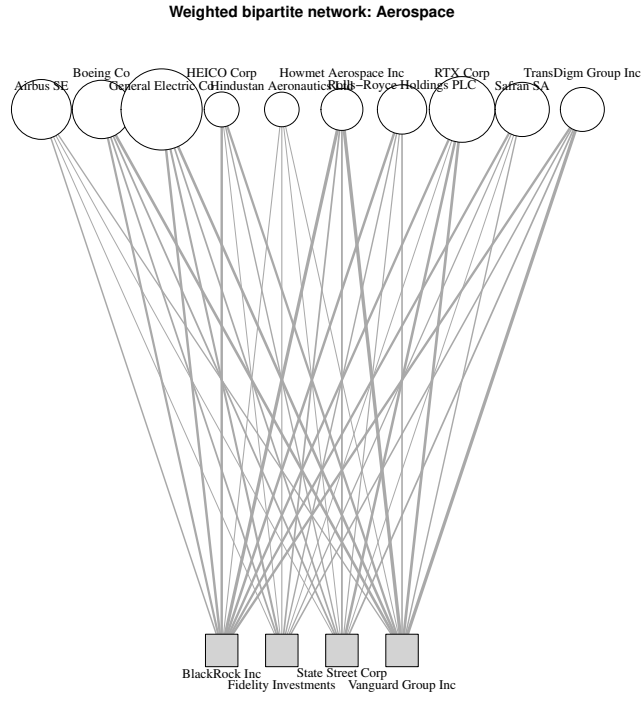 Weighted bipartite network: Aerospace
Airbus SE
Boeing Co
General Electric Co
HEICO Corp
Hindustan Aeronautics Ltd
Howmet Aerospace Inc
Rolls−Royce Holdings PLC
RTX Corp
Safran SA
TransDigm Group Inc
BlackRock Inc
Fidelity Investments
State Street Corp
Vanguard Group Inc